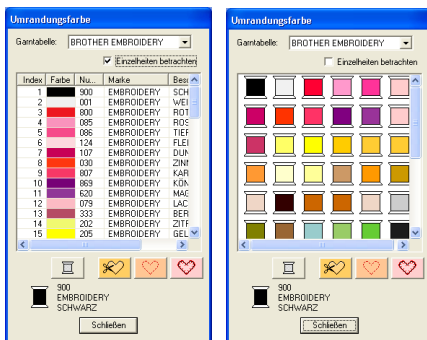 Umrandungsfarbe
Garntabelle: BROTHER EMBROIDERY
Einzelheiten betrachten
Index Farbe Nu... Marke Besc
1 900 EMBROIDERY SCH
2 001 EMBROIDERY WEI
3 800 EMBROIDERY ROT
4 085 EMBROIDERY ROS
5 086 EMBROIDERY TIEF
6 124 EMBROIDERY FLEI
7 107 EMBROIDERY DUN
8 030 EMBROIDERY ZINN
9 807 EMBROIDERY KAR
10 869 EMBROIDERY KÖN
11 620 EMBROIDERY MAG
12 079 EMBROIDERY LAC
13 333 EMBROIDERY BER
14 202 EMBROIDERY ZITF
15 205 EMBROIDERY GEL
900
EMBROIDERY
SCHWARZ
Schließen
Umrandungsfarbe
Garntabelle: BROTHER EMBROIDERY
Einzelheiten betrachten
900
EMBROIDERY
SCHWARZ
Schließen